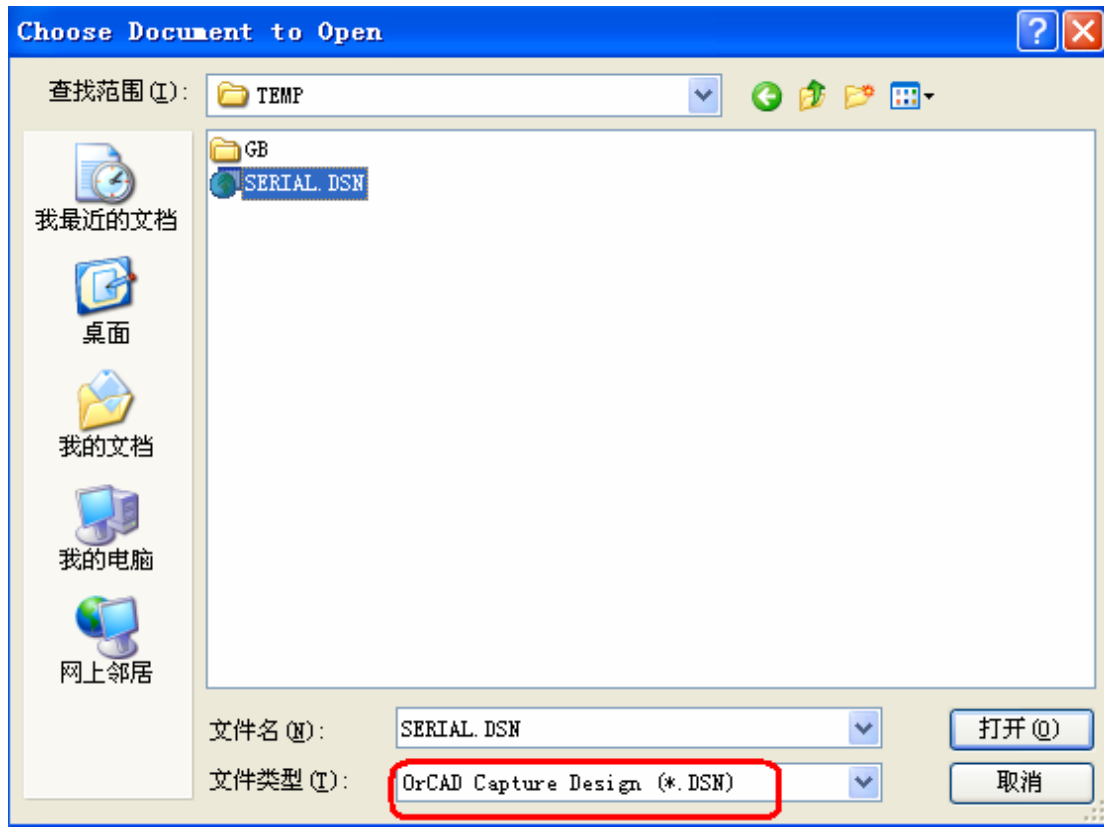 Choose Document to Open
查找范围(I): TEMP
GB
SERIAL.DSN
我最近的文档
桌面
我的文档
我的电脑
网上邻居
文件名(N): SERIAL.DSN 打开(O)
文件类型(T): OrCAD Capture Design (*.DSN) 取消